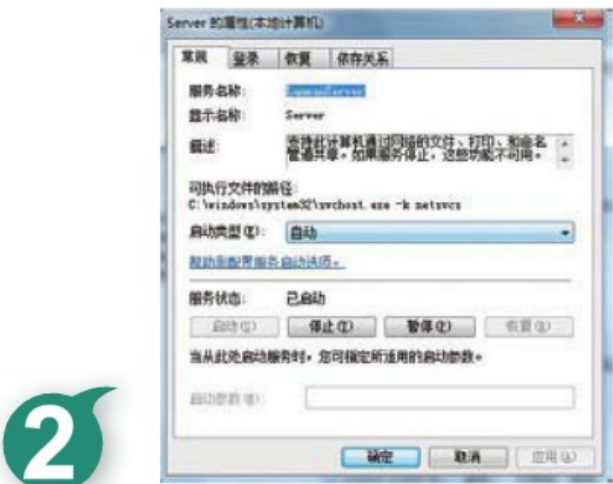 Server 的属性(本地计算机)
常规 登录 恢复 依存关系
服务名称: LanmanServer
显示名称: Server
描述: 支持此计算机通过网络的文件、打印、和命名
管道共享。如果服务停止，这些功能不可用。
可执行文件的路径:
C:\windows\system32\svchost.exe -k netsvcs
启动类型(E): 自动
帮助我配置服务启动选项。
服务状态: 已启动
启动(S) 停止(T) 暂停(P) 恢复(R)
当从此处启动服务时，您可指定所适用的启动参数。
启动参数(M):
确定 取消 应用(A)
2